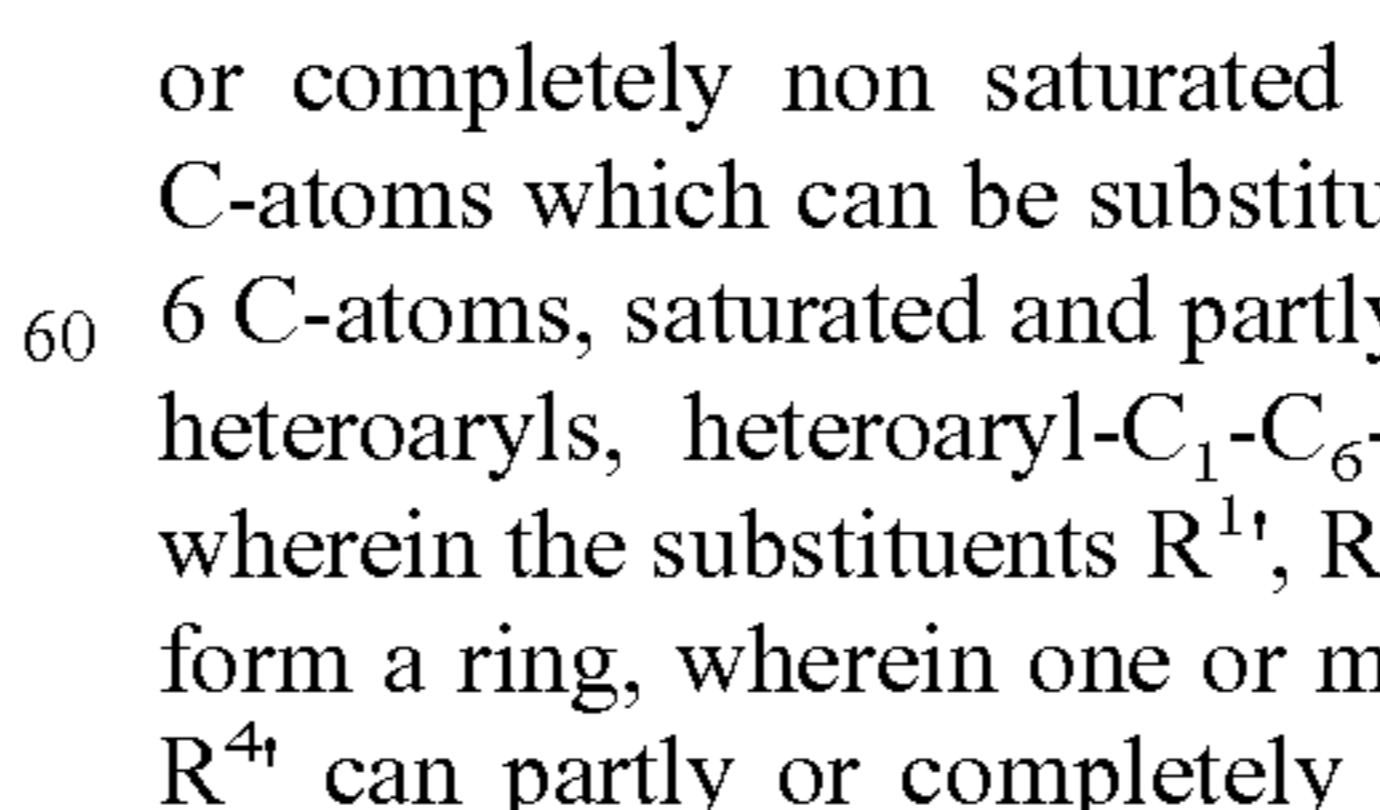 or completely non saturated
C-atoms which can be substitu
60 6 C-atoms, saturated and partly
heteroaryls, heteroaryl-C₁-C₆-
wherein the substituents R¹', R
form a ring, wherein one or m
R⁴' can partly or completely